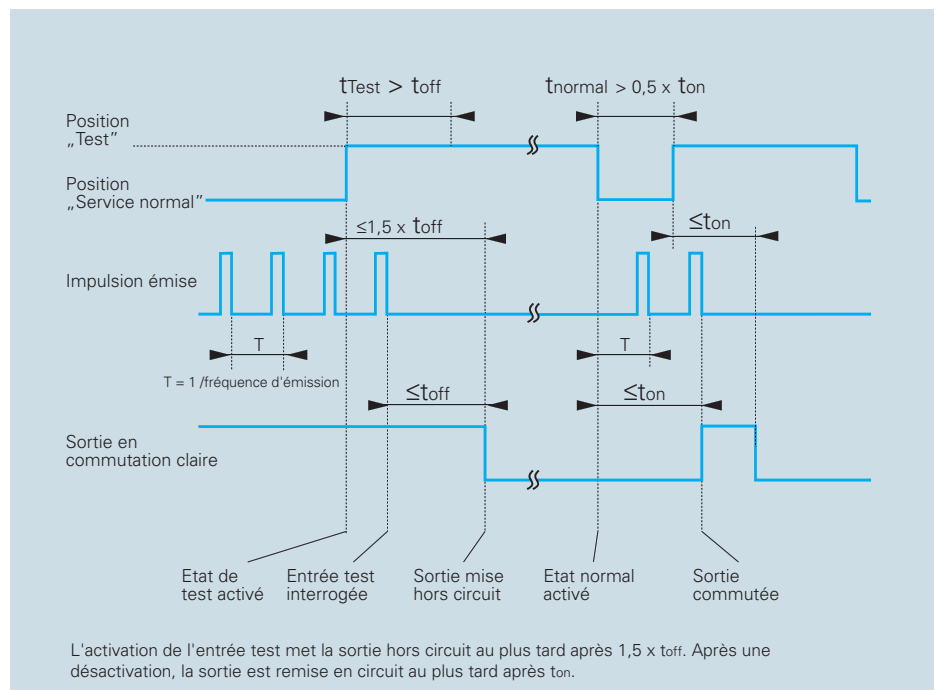 tTest > toff
tnormal > 0,5 x ton
Position
„Test”
Position
„Service normal”
≤1,5 x toff
≤ton
Impulsion émise
T
T
T = 1 /fréquence d'émission
≤toff
≤ton
Sortie en
commutation claire
Etat de
test activé
Entrée test
interrogée
Sortie mise
hors circuit
Etat normal
activé
Sortie
commutée
L'activation de l'entrée test met la sortie hors circuit au plus tard après 1,5 x toff. Après une
désactivation, la sortie est remise en circuit au plus tard après ton.